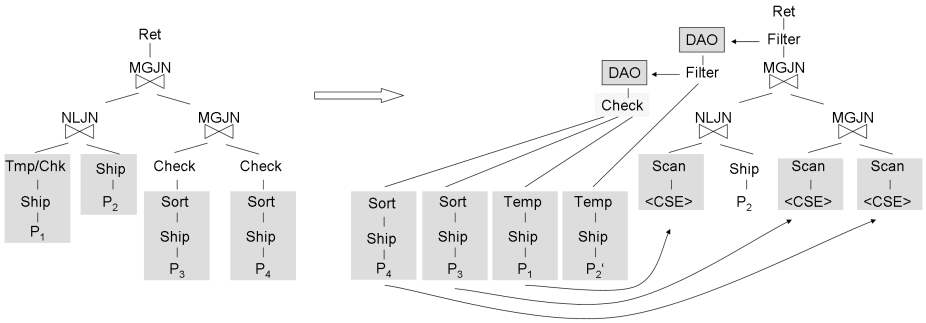 Ret
MGJN
NLJN MGJN
Tmp/Chk Ship Check Check
Ship P2 Sort Sort
P1 Ship Ship
P3 P4
Ret
DAO Filter
DAO Filter MGJN
Check NLJN MGJN
Scan Ship Scan Scan
<CSE> P2 <CSE> <CSE>
Sort Sort Temp Temp
Ship Ship Ship Ship
P4 P3 P1 P2‘